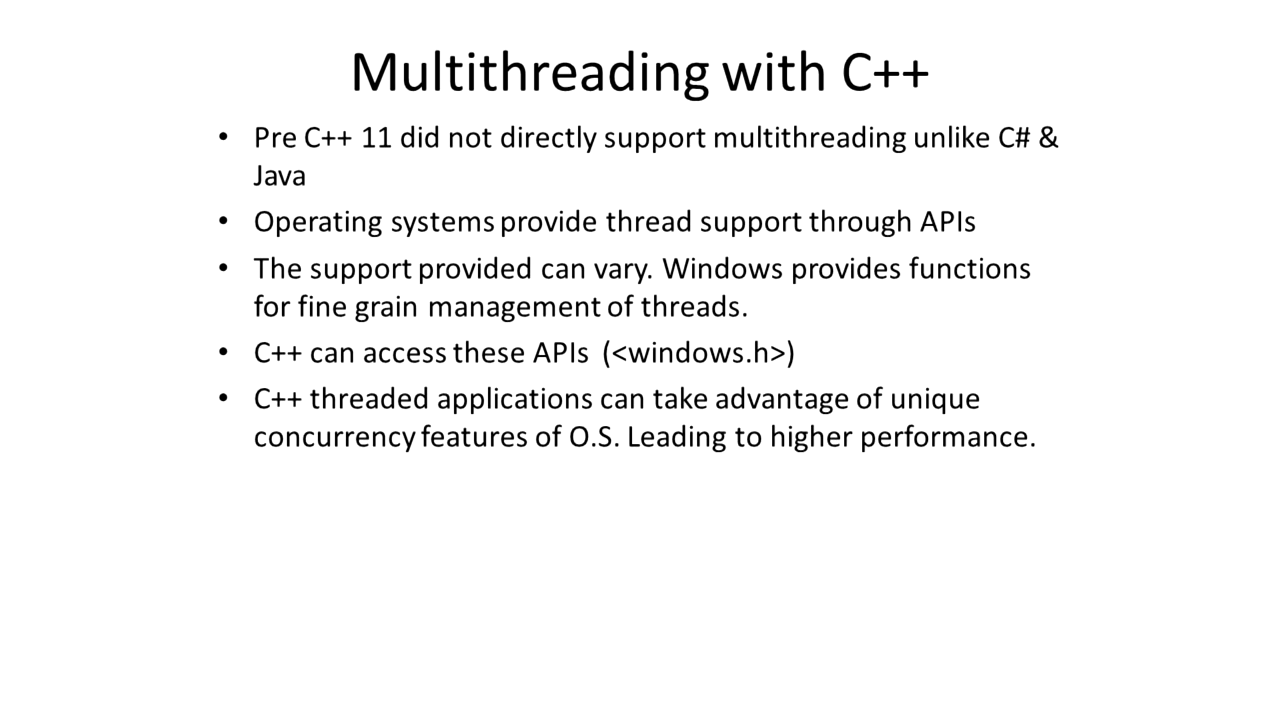 Multithreading with C++
• Pre C++ 11 did not directly support multithreading unlike C# &
Java
• Operating systems provide thread support through APIs
• The support provided can vary. Windows provides functions
for fine grain management of threads.
• C++ can access these APIs (<windows.h>)
• C++ threaded applications can take advantage of unique
concurrency features of O.S. Leading to higher performance.